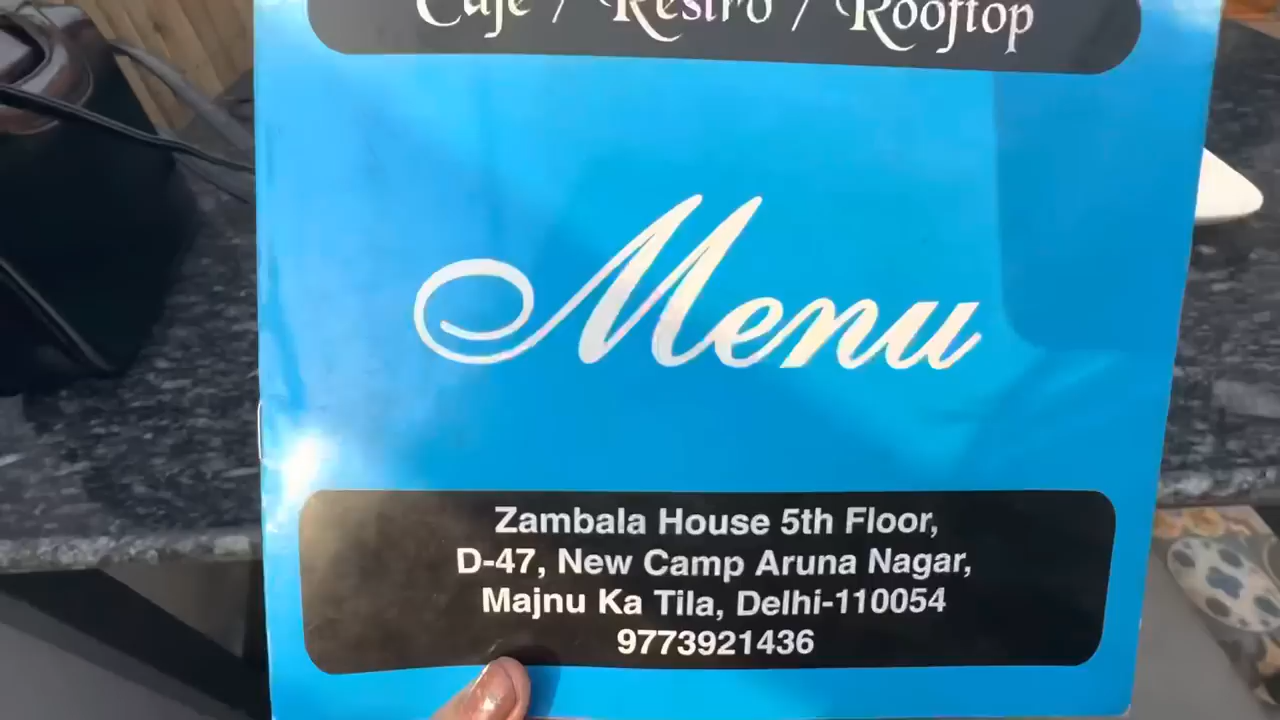 Cafe / Restro / Rooftop
Menu
Zambala House 5th Floor,
D-47, New Camp Aruna Nagar,
Majnu Ka Tila, Delhi-110054
9773921436